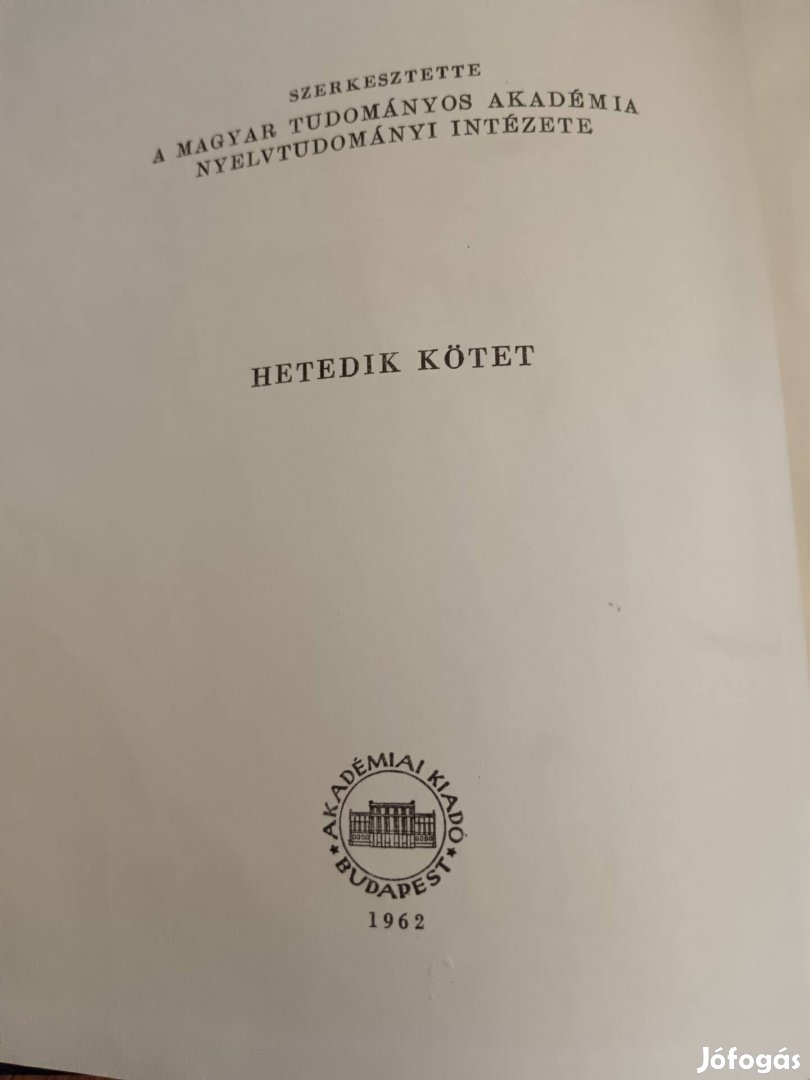 SZERKESZTETTE
A MAGYAR TUDOMÁNYOS AKADÉMIA
NYELVTUDOMÁNYI INTÉZETE
HETEDIK KÖTET
AKADÉMIAI KIADÓ
BUDAPEST
1962
Jófogás